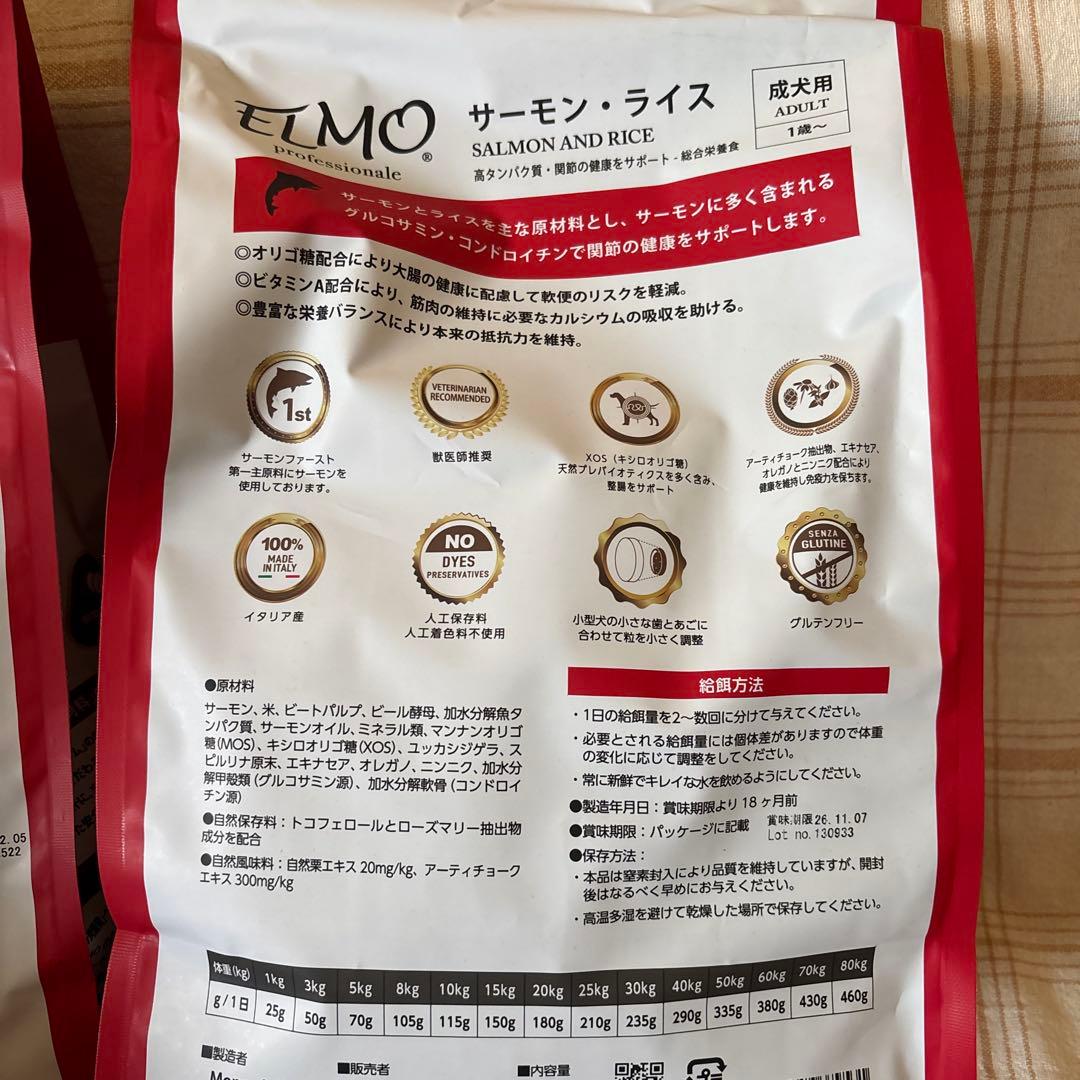 ELMO®
professionale
サーモン・ライス
SALMON AND RICE
高タンパク質・関節の健康をサポート - 総合栄養食
成犬用
ADULT
1歳〜
サーモンとライスを主な原材料とし、サーモンに多く含まれる
グルコサミン・コンドロイチンで関節の健康をサポートします。
◎オリゴ糖配合により大腸の健康に配慮して軟便のリスクを軽減。
◎ビタミンA配合により、筋肉の維持に必要なカルシウムの吸収を助ける。
◎豊富な栄養バランスにより本来の抵抗力を維持。
1st
サーモンファースト
第一主原料にサーモンを
使用しております。
VETERINARIAN
RECOMMENDED
獣医師推奨
XOS（キシロオリゴ糖）
天然プレバイオティクスを多く含み、
整腸をサポート
アーティチョーク抽出物、エキナセア、
オレガノとニンニク配合により
健康を維持し免疫力を保ちます。
100%
MADE
IN ITALY
イタリア産
NO
DYES
PRESERVATIVES
人工保存料
人工着色料不使用
小型犬の小さな歯とあごに
合わせて粒を小さく調整
SENZA
GLUTINE
グルテンフリー
●原材料
サーモン、米、ビートパルプ、ビール酵母、加水分解魚タ
ンパク質、サーモンオイル、ミネラル類、マンナンオリゴ
糖(MOS)、キシロオリゴ糖(XOS)、ユッカシジゲラ、ス
ピルリナ原末、エキナセア、オレガノ、ニンニク、加水分
解甲殻類(グルコサミン源)、加水分解軟骨(コンドロイ
チン源)
●自然保存料：トコフェロールとローズマリー抽出物
成分を配合
●自然風味料：自然栗エキス 20mg/kg、アーティチョーク
エキス 300mg/kg
給餌方法
・1日の給餌量を2〜数回に分けて与えてください。
・必要とされる給餌量には個体差がありますので体重
の変化に応じて調整をしてください。
・常に新鮮でキレイな水を飲めるようにしてください。
●製造年月日：賞味期限より 18 ヶ月前
●賞味期限：パッケージに記載
賞味期限26.11.07
Lot no.130933
●保存方法：
・本品は窒素封入により品質を維持していますが、開封
後はなるべく早めにお与えください。
・高温多湿を避けて乾燥した場所で保存してください。
体重(kg) 1kg 3kg 5kg 8kg 10kg 15kg 20kg 25kg 30kg 40kg 50kg 60kg 70kg 80kg
g/1日 25g 50g 70g 105g 115g 150g 180g 210g 235g 290g 335g 380g 430g 460g
■製造者
■販売者
■内容量
2.05
522